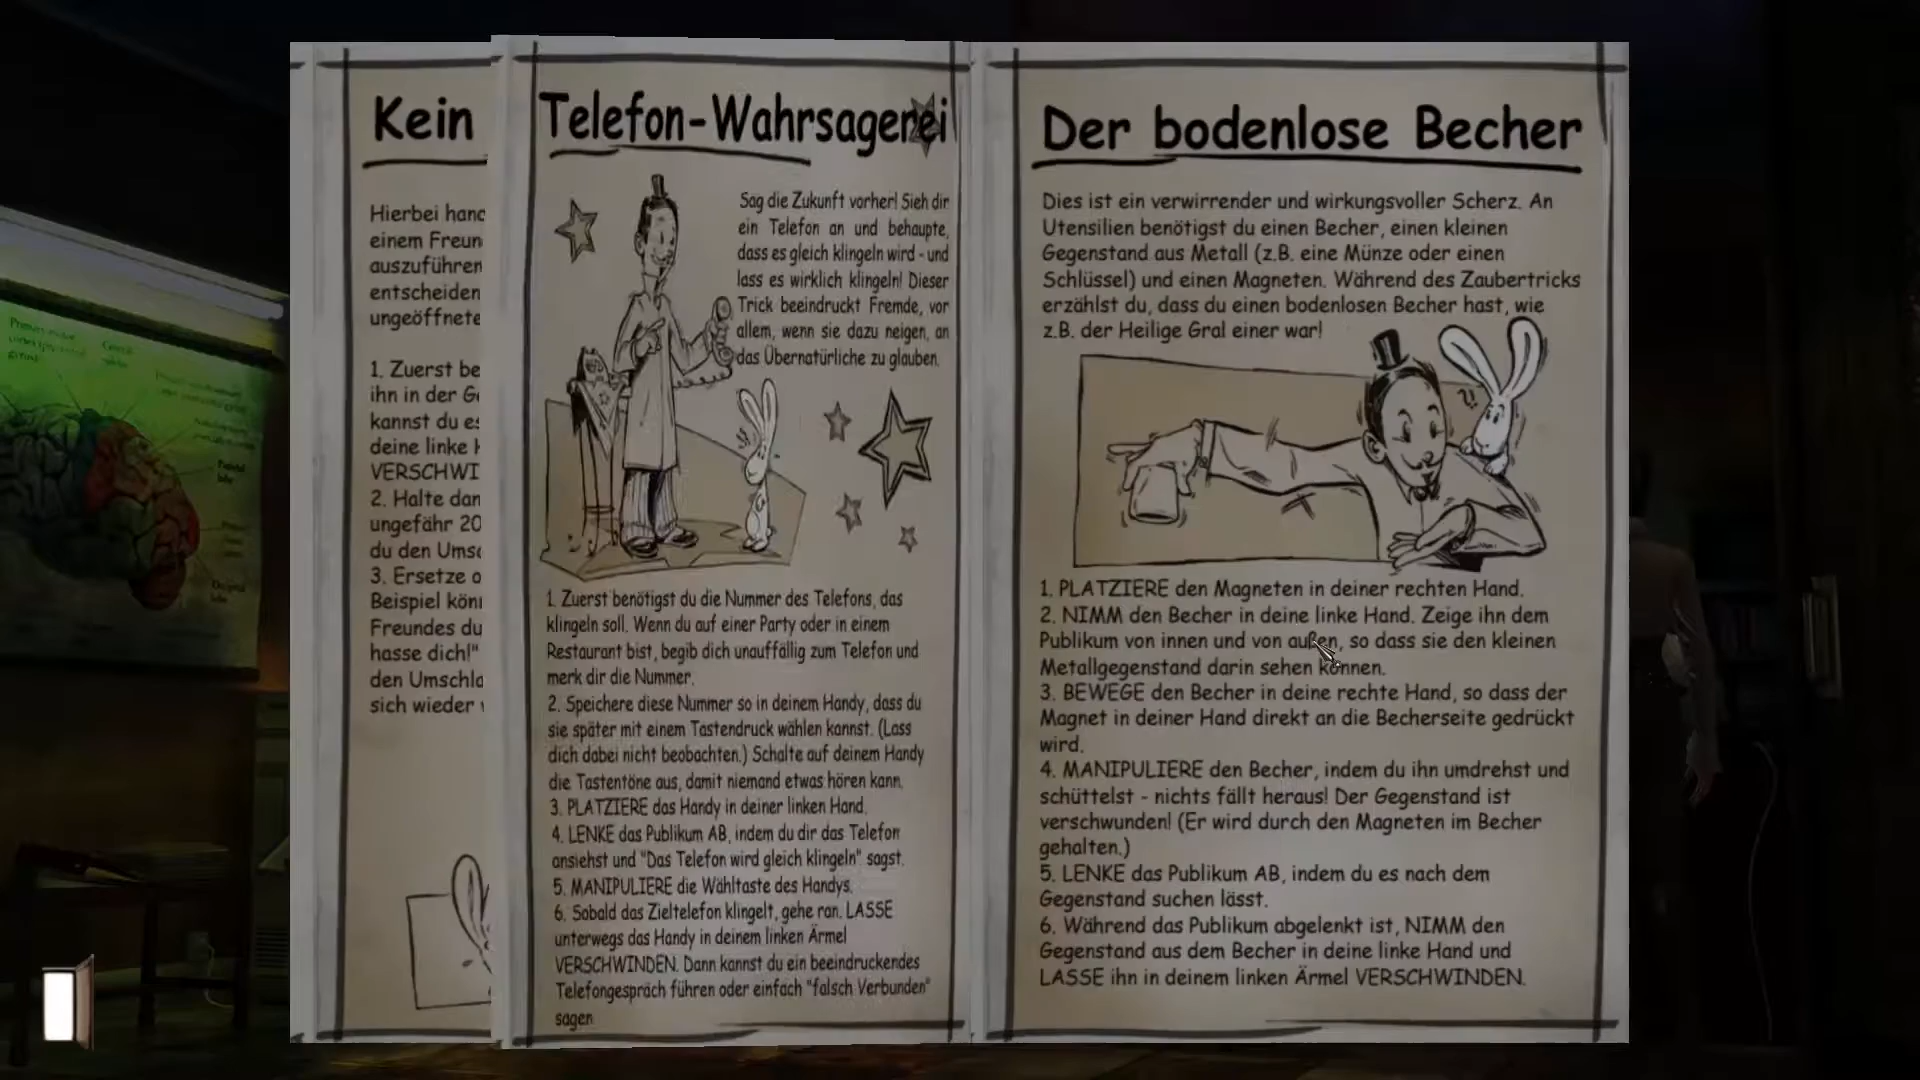 Kein
Hierbei hand
einem Freun
auszuführen
entscheiden
ungeöffnete
1. Zuerst be
ihn in der Ge
kannst du es
deine linke H
VERSCHWI
2. Halte dan
ungefähr 20
du den Umsc
3. Ersetze
Beispiel könn
Freundes du
hasse dich!"
den Umschla
sich wieder
Telefon-Wahrsagerei
Sag die Zukunft vorher! Sieh dir
ein Telefon an und behaupte,
dass es gleich klingeln wird - und
lass es wirklich klingeln! Dieser
Trick beeindruckt Fremde, vor
allem, wenn sie dazu neigen, an
das Übernatürliche zu glauben.
1. Zuerst benötigst du die Nummer des Telefons, das
klingeln soll. Wenn du auf einer Party oder in einem
Restaurant bist, begib dich unauffällig zum Telefon und
merk dir die Nummer.
2. Speichere diese Nummer so in deinem Handy, dass du
sie später mit einem Tastendruck wählen kannst. (Lass
dich dabei nicht beobachten.) Schalte auf deinem Handy
die Tastentöne aus, damit niemand etwas hören kann.
3. PLATZIERE das Handy in deiner linken Hand.
4. LENKE das Publikum AB, indem du dir das Telefon
ansiehst und "Das Telefon wird gleich klingeln" sagst.
5. MANIPULIERE die Wähltaste des Handys.
6. Sobald das Zieltelefon klingelt, gehe ran. LASSE
unterwegs das Handy in deinem linken Ärmel
VERSCHWINDEN. Dann kannst du ein beeindruckendes
Telefongespräch führen oder einfach "falsch Verbunden"
sagen.
Der bodenlose Becher
Dies ist ein verwirrender und wirkungsvoller Scherz. An
Utensilien benötigst du einen Becher, einen kleinen
Gegenstand aus Metall (z.B. eine Münze oder einen
Schlüssel) und einen Magneten. Während des Zaubertricks
erzählst du, dass du einen bodenlosen Becher hast, wie
z.B. der Heilige Gral einer war!
?!
1. PLATZIERE den Magneten in deiner rechten Hand.
2. NIMM den Becher in deine linke Hand. Zeige ihn dem
Publikum von innen und von außen, so dass sie den kleinen
Metallgegenstand darin sehen können.
3. BEWEGE den Becher in deine rechte Hand, so dass der
Magnet in deiner Hand direkt an die Becherseite gedrückt
wird.
4. MANIPULIERE den Becher, indem du ihn umdrehst und
schüttelst - nichts fällt heraus! Der Gegenstand ist
verschwunden! (Er wird durch den Magneten im Becher
gehalten.)
5. LENKE das Publikum AB, indem du es nach dem
Gegenstand suchen lässt.
6. Während das Publikum abgelenkt ist, NIMM den
Gegenstand aus dem Becher in deine linke Hand und
LASSE ihn in deinem linken Ärmel VERSCHWINDEN.